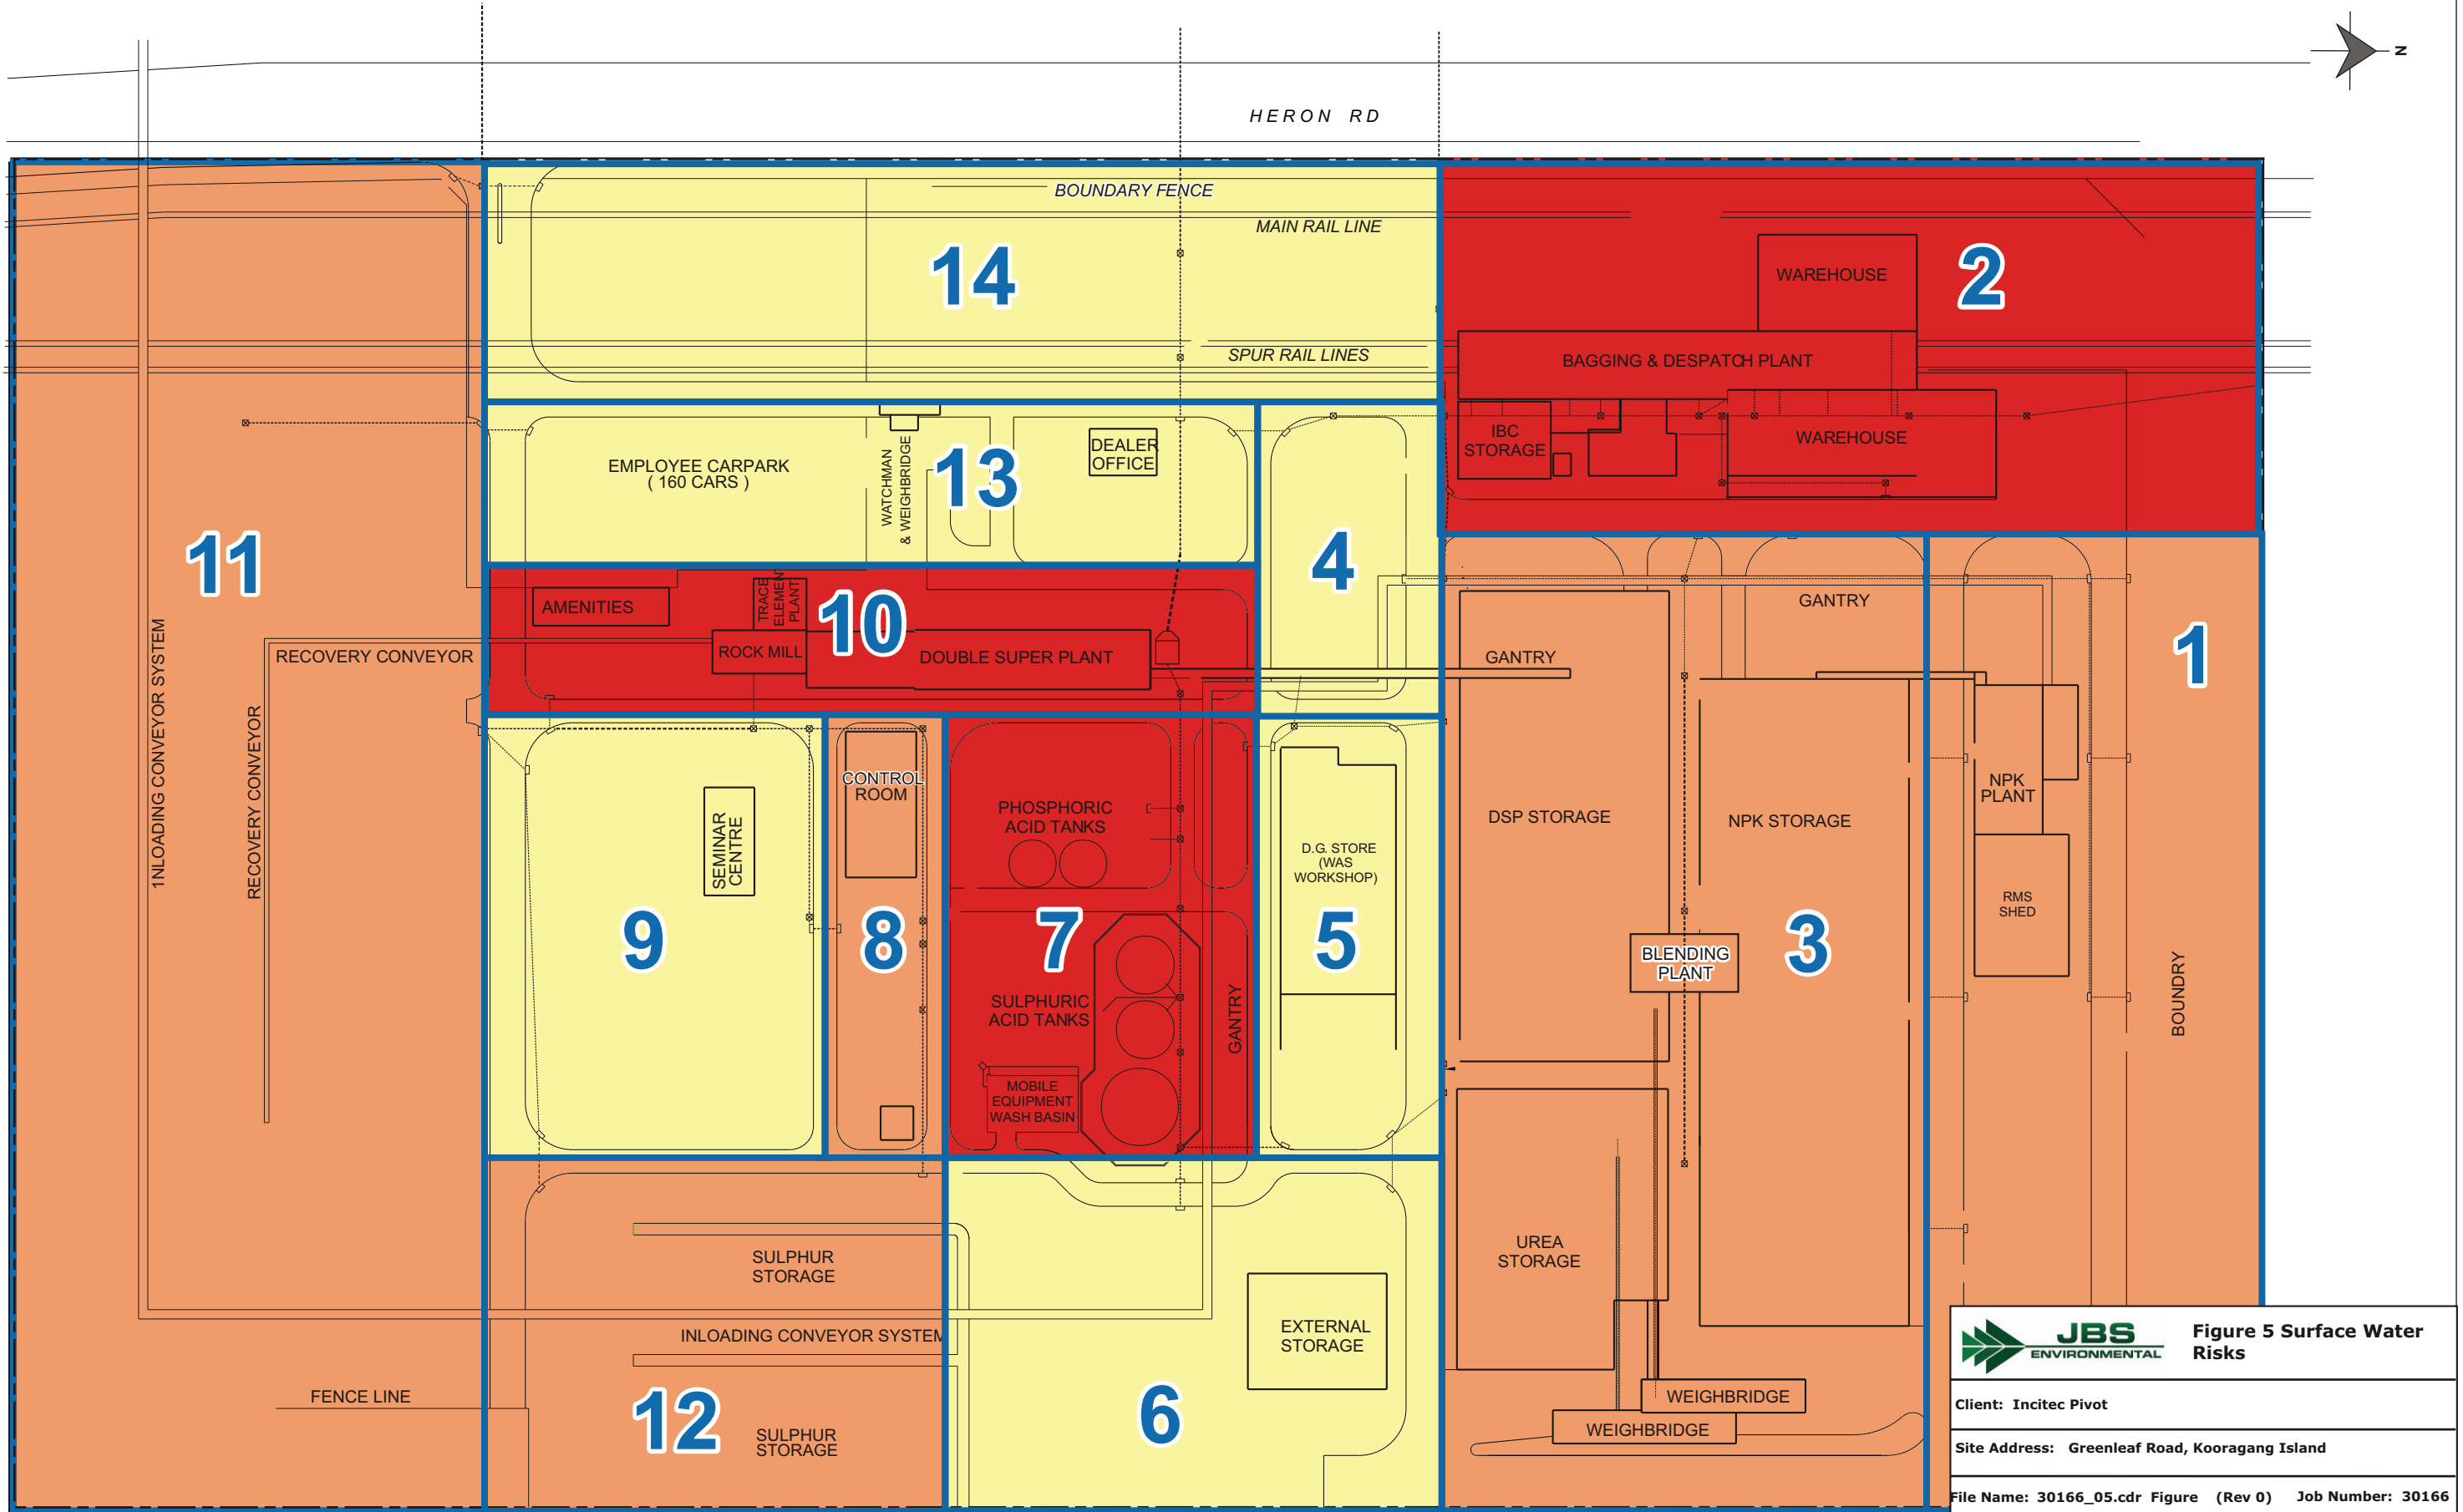 N
HERON RD
BOUNDARY FENCE
MAIN RAIL LINE
14
SPUR RAIL LINES
WAREHOUSE
2
BAGGING & DESPATCH PLANT
IBC
STORAGE
WAREHOUSE
EMPLOYEE CARPARK
( 160 CARS )
WATCHMAN
& WEIGHBRIDGE
13
DEALER
OFFICE
4
11
INLOADING CONVEYOR SYSTEM
RECOVERY CONVEYOR
RECOVERY CONVEYOR
AMENITIES
TRACE
ELEMENT
PLANT
10
ROCK MILL
DOUBLE SUPER PLANT
GANTRY
GANTRY
1
SEMINAR
CENTRE
9
CONTROL
ROOM
8
PHOSPHORIC
ACID TANKS
7
SULPHURIC
ACID TANKS
GANTRY
MOBILE
EQUIPMENT
WASH BASIN
D.G. STORE
(WAS
WORKSHOP)
5
DSP STORAGE
NPK STORAGE
BLENDING
PLANT
3
NPK
PLANT
RMS
SHED
BOUNDRY
SULPHUR
STORAGE
INLOADING CONVEYOR SYSTEM
FENCE LINE
12
SULPHUR
STORAGE
6
EXTERNAL
STORAGE
UREA
STORAGE
WEIGHBRIDGE
WEIGHBRIDGE
JBS
ENVIRONMENTAL
Figure 5 Surface Water
Risks
Client: Incitec Pivot
Site Address: Greenleaf Road, Kooragang Island
File Name: 30166_05.cdr Figure (Rev 0) Job Number: 30166